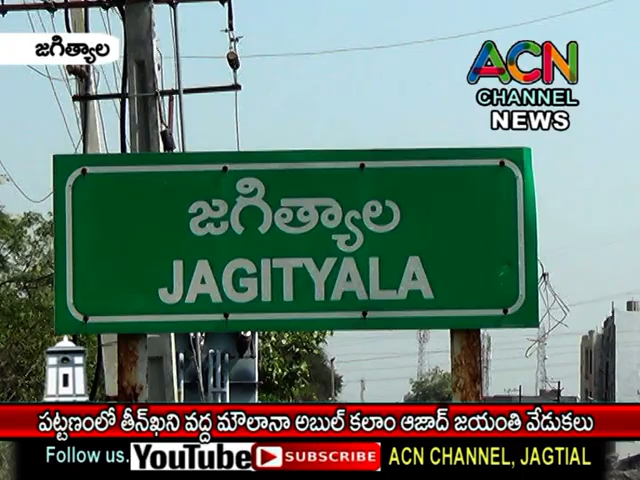 జగిత్యాల
ACN
CHANNEL
NEWS
జగిత్యాల
JAGITYALA
పట్టణంలో తీన్‌ఖని వద్ద మౌలానా అబుల్ కలాం ఆజాద్ జయంతి వేడుకలు
Follow us. YouTube SUBSCRIBE ACN CHANNEL, JAGTIAL